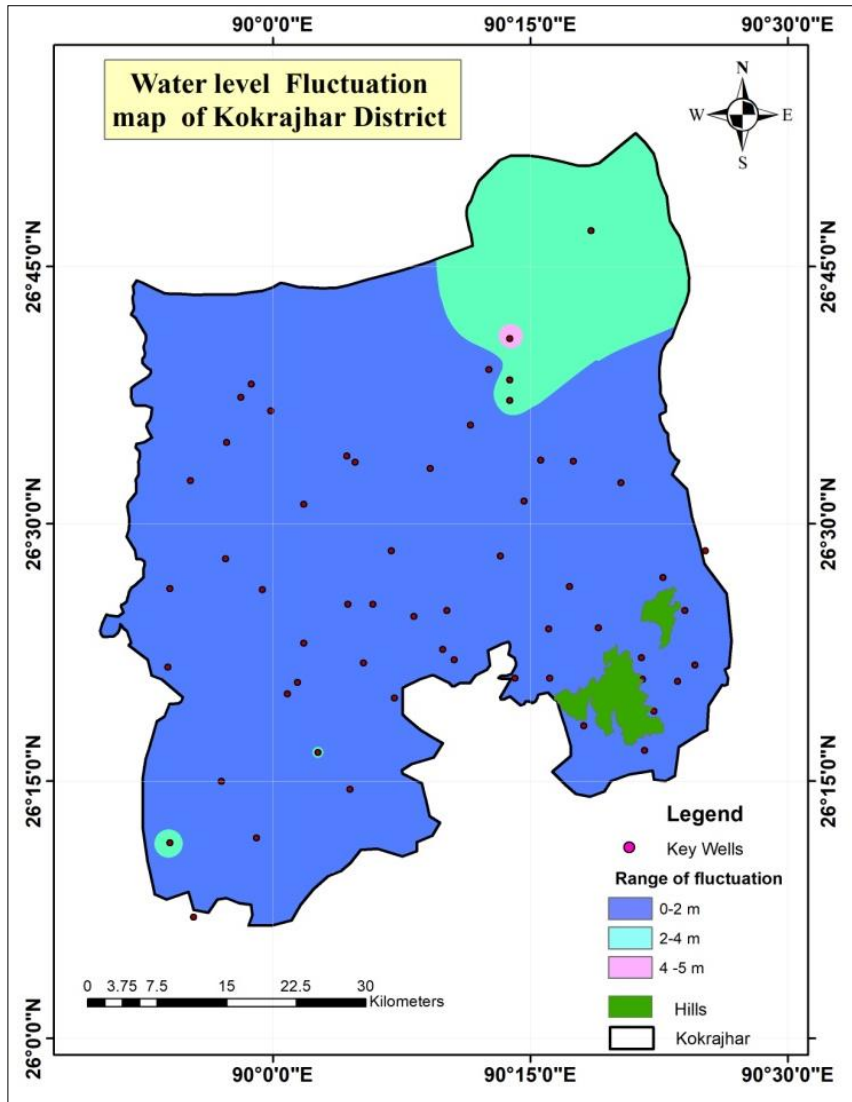 90°0'0"E 90°15'0"E 90°30'0"E
Water level Fluctuation
map of Kokrajhar District
N
W E
S
26°45'0"N 26°45'0"N
26°30'0"N 26°30'0"N
26°15'0"N 26°15'0"N
26°0'0"N 26°0'0"N
Legend
Key Wells
Range of fluctuation
0-2 m
2-4 m
4 -5 m
Hills
Kokrajhar
0 3.75 7.5 15 22.5 30
Kilometers
90°0'0"E 90°15'0"E 90°30'0"E